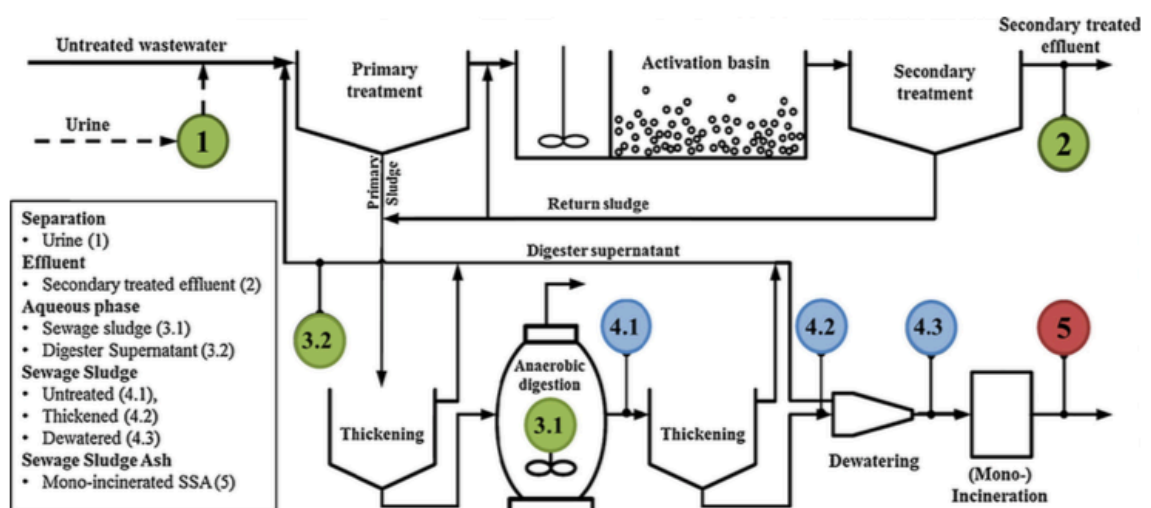 Untreated wastewater
Urine
1
Primary
treatment
Activation basin
Secondary
treatment
Secondary treated
effluent
2
Primary
Sludge
Return sludge
Digester supernatant
Separation
• Urine (1)
Effluent
• Secondary treated effluent (2)
Aqueous phase
• Sewage sludge (3.1)
• Digester Supernatant (3.2)
Sewage Sludge
• Untreated (4.1),
• Thickened (4.2)
• Dewatered (4.3)
Sewage Sludge Ash
• Mono-incinerated SSA (5)
3.2
4.1
4.2
4.3
5
Thickening
Anaerobic
digestion
3.1
Thickening
Dewatering
(Mono-)
Incineration